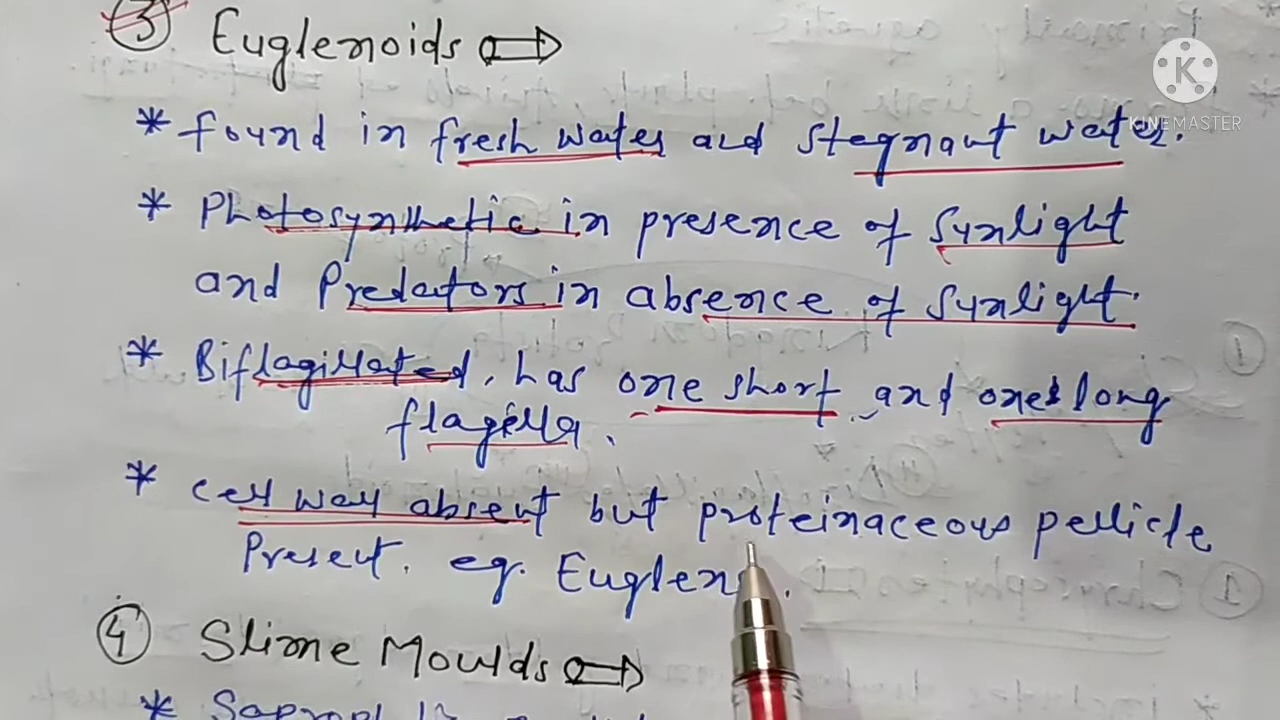 ③ Euglenoids
K
KINEMASTER
* found in fresh water and stagnant water.
* Photosynthetic in presence of sunlight
and Predators in absence of sunlight.
* Biflagillated, has one short and one long
flagilla.
* Cell wall absent but proteinaceous pellicle
Present. eg. Euglena.
④ Slime Moulds
*